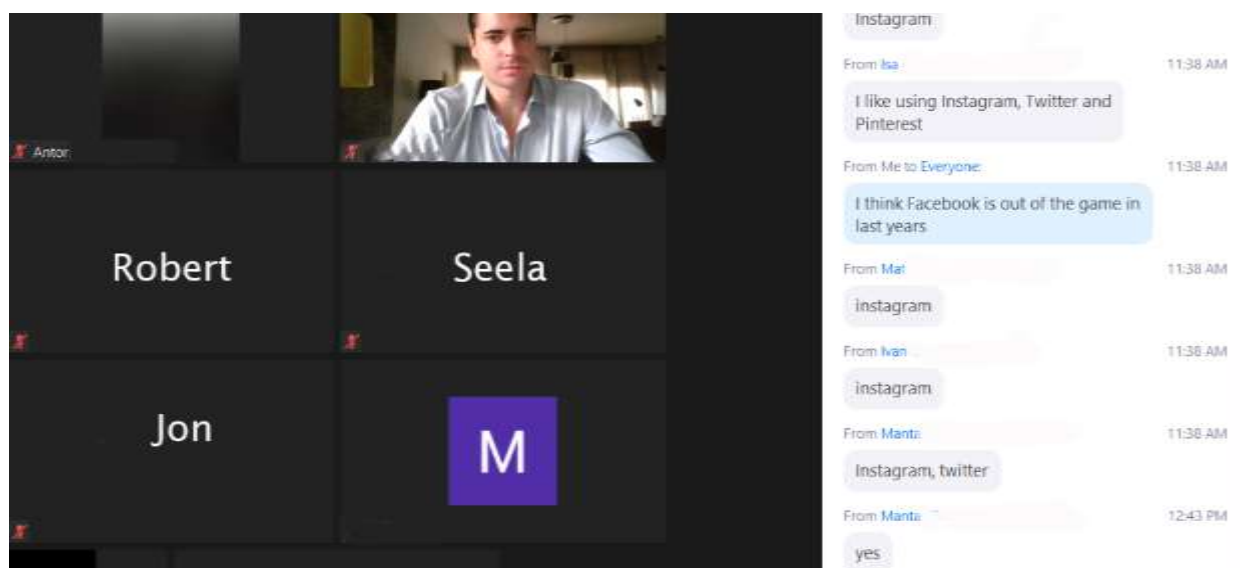 Antor
Robert
Seela
Jon
M
Instagram
From Isa 11:38 AM
I like using Instagram, Twitter and
Pinterest
From Me to Everyone: 11:38 AM
I think Facebook is out of the game in
last years
From Mat 11:38 AM
instagram
From Ivan 11:38 AM
instagram
From Manta 11:38 AM
Instagram, twitter
From Manta 12:43 PM
yes